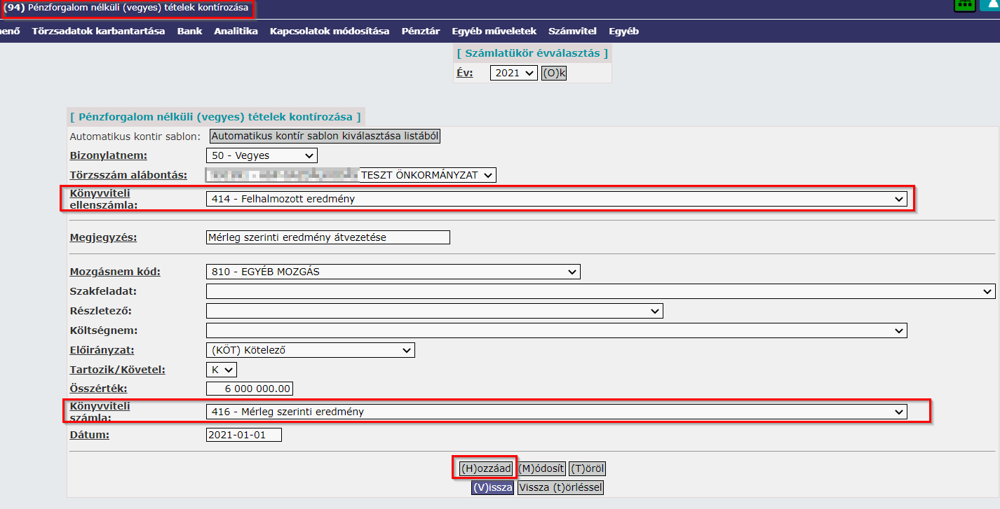 (94) Pénzforgalom nélküli (vegyes) tételek kontírozása
enő Törzsadatok karbantartása Bank Analitika Kapcsolatok módosítása Pénztár Egyéb műveletek Számvitel Egyéb
[ Számlatükör évválasztás ]
Év: 2021 (O)k
[ Pénzforgalom nélküli (vegyes) tételek kontírozása ]
Automatikus kontir sablon: Automatikus kontír sablon kiválasztása listából
Bizonylatnem: 50 - Vegyes
Törzsszám alábontás: TESZT ÖNKORMÁNYZAT
Könyvviteli
ellenszámla: 414 - Felhalmozott eredmény
Megjegyzés: Mérleg szerinti eredmény átvezetése
Mozgásnem kód: 810 - EGYÉB MOZGÁS
Szakfeladat:
Részletező:
Költségnem:
Előirányzat: (KÖT) Kötelező
Tartozik/Követel: K
Összérték: 6 000 000.00
Könyvviteli
számla: 416 - Mérleg szerinti eredmény
Dátum: 2021-01-01
(H)ozzáad (M)ódosít (T)öröl
(V)issza Vissza (t)örléssel